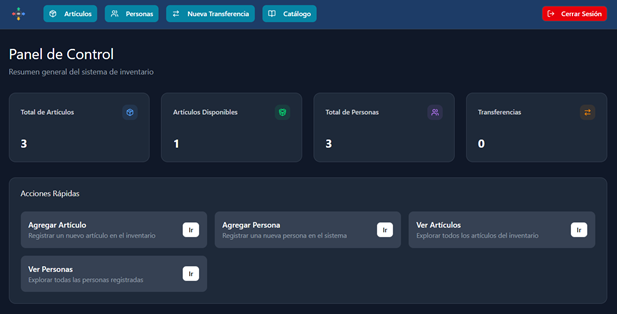 Artículos
Personas
Nueva Transferencia
Catálogo
Cerrar Sesión
Panel de Control
Resumen general del sistema de inventario
Total de Artículos
3
Artículos Disponibles
1
Total de Personas
3
Transferencias
0
Acciones Rápidas
Agregar Artículo
Registrar un nuevo artículo en el inventario
Ir
Agregar Persona
Registrar una nueva persona en el sistema
Ir
Ver Artículos
Explorar todos los artículos del inventario
Ir
Ver Personas
Explorar todas las personas registradas
Ir